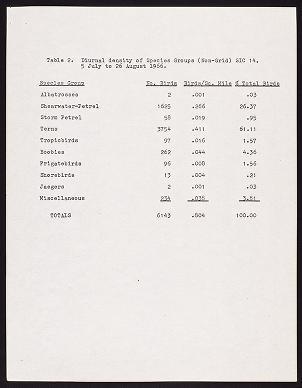 Table 2. Diurnal density of Species Groups (Non-Grid) SIC 14,
5 July to 26 August 1966.
Species Group No. Birds Birds/Sq. Mile % Total Birds
Albatrosses 2 .001 .03
Shearwater-Petrel 1625 .266 26.37
Storm Petrel 58 .019 .95
Terns 3754 .411 61.11
Tropicbirds 97 .016 1.57
Boobies 262 .044 4.36
Frigatebirds 96 .008 1.56
Shorebirds 13 .004 .21
Jaegers 2 .001 .03
Miscellaneous 234 .035 3.81
TOTALS 6143 .804 100.00